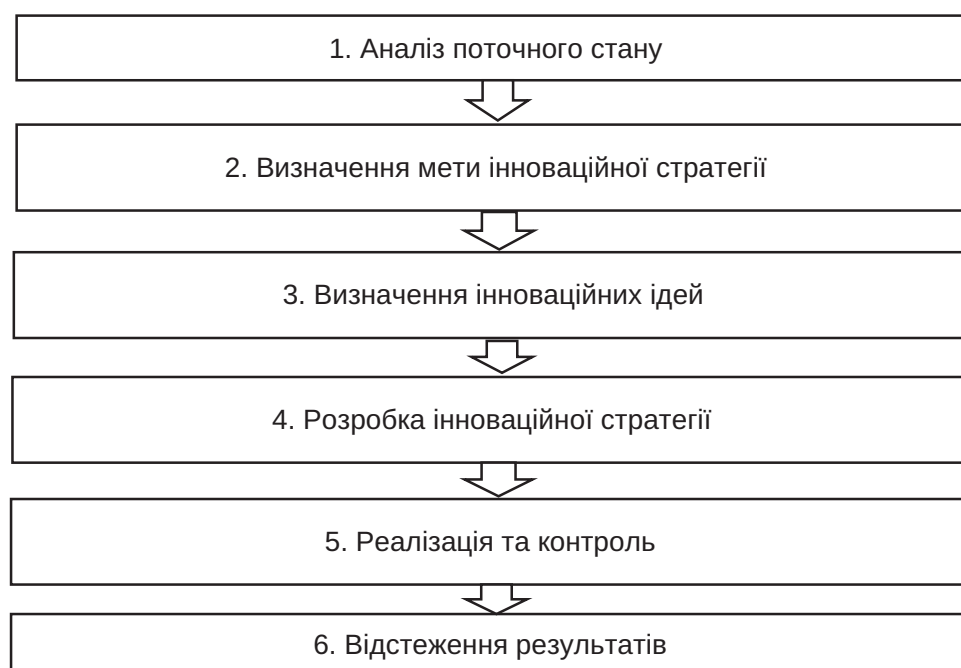 1. Аналіз поточного стану
2. Визначення мети інноваційної стратегії
3. Визначення інноваційних ідей
4. Розробка інноваційної стратегії
5. Реалізація та контроль
6. Відстеження результатів